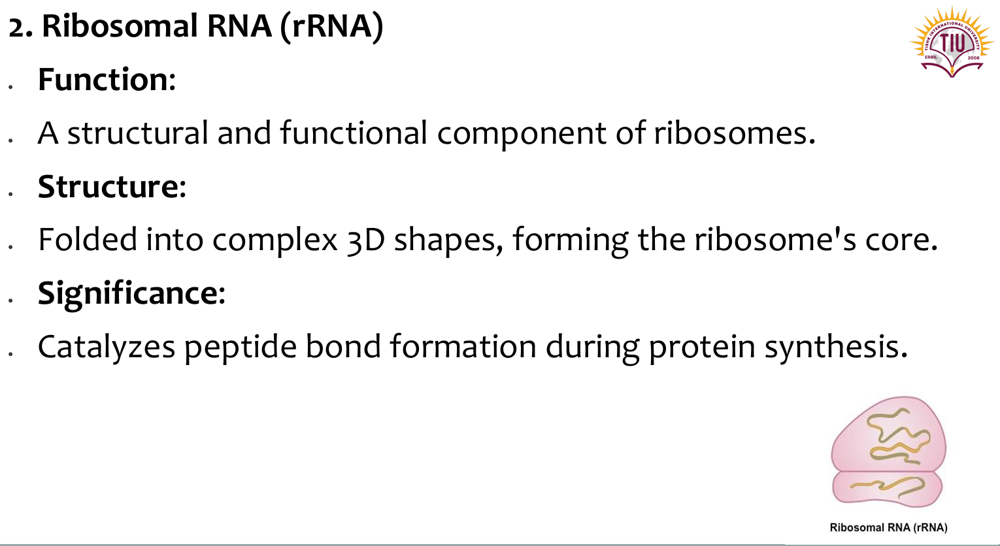 2. Ribosomal RNA (rRNA)
TISHK INTERNATIONAL UNIVERSITY
TIU
ERBIL 2008
• Function:
• A structural and functional component of ribosomes.
• Structure:
• Folded into complex 3D shapes, forming the ribosome's core.
• Significance:
• Catalyzes peptide bond formation during protein synthesis.
Ribosomal RNA (rRNA)